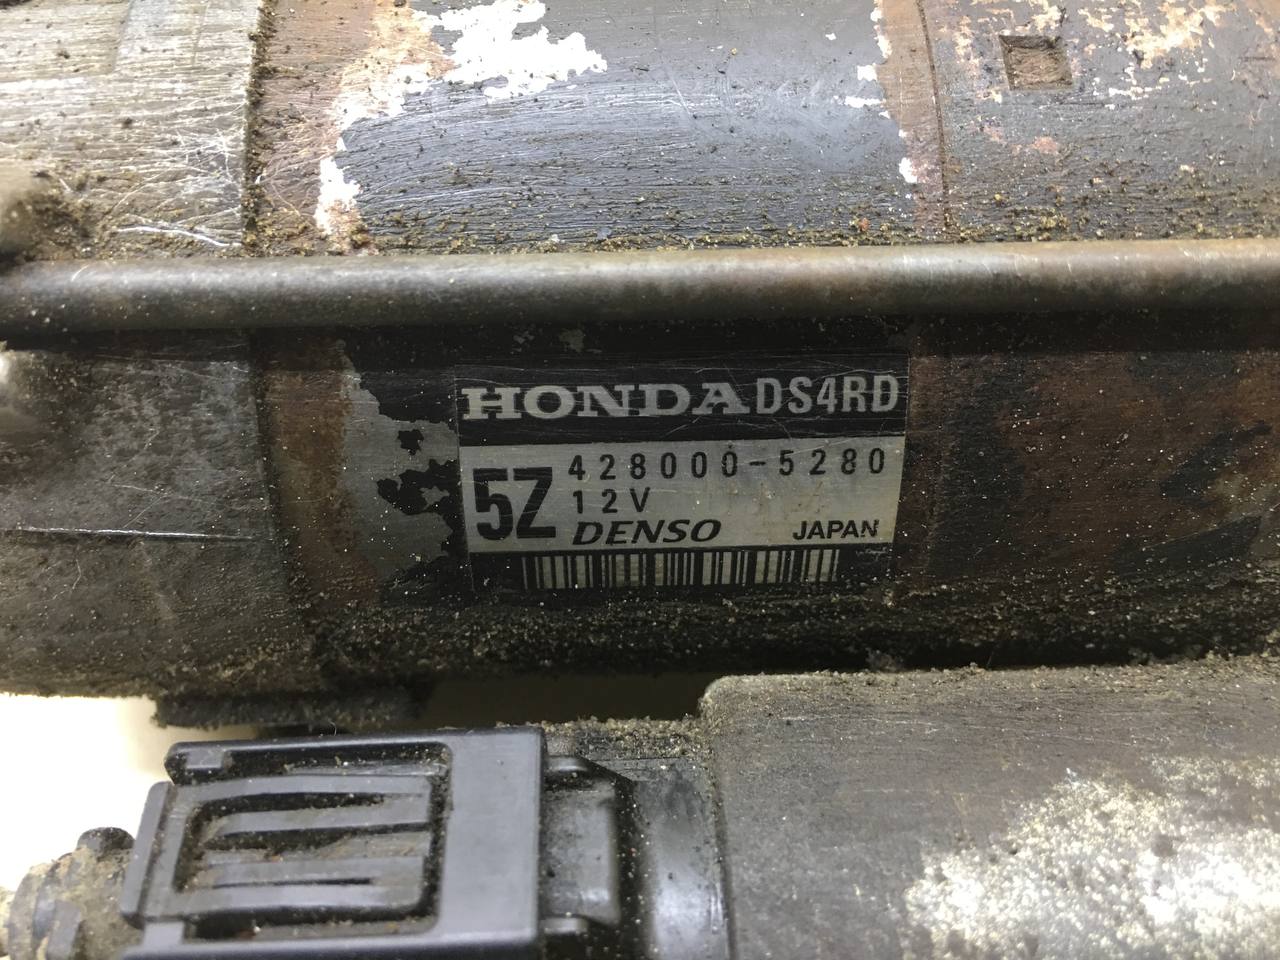 HONDA DS4RD
5Z 428000-5280
12V
DENSO JAPAN